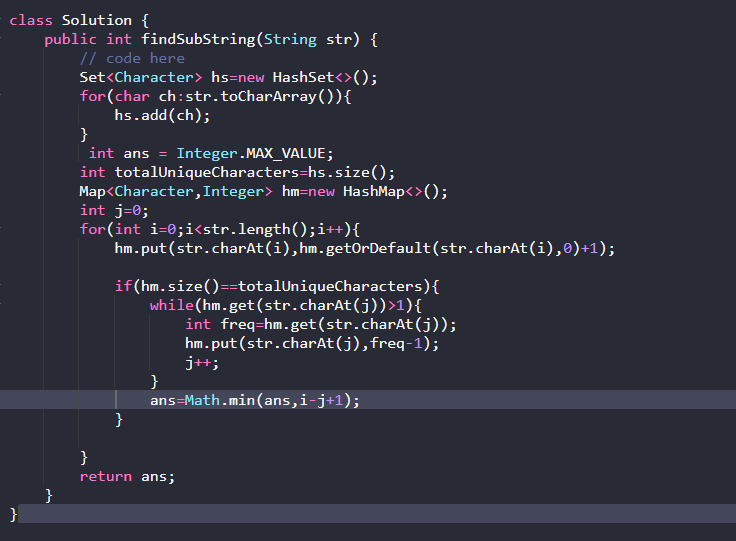 class Solution {
    public int findSubString(String str) {
        // code here
        Set<Character> hs=new HashSet<>();
        for(char ch:str.toCharArray()){
            hs.add(ch);
        }
         int ans = Integer.MAX_VALUE;
        int totalUniqueCharacters=hs.size();
        Map<Character,Integer> hm=new HashMap<>();
        int j=0;
        for(int i=0;i<str.length();i++){
            hm.put(str.charAt(i),hm.getOrDefault(str.charAt(i),0)+1);
            if(hm.size()==totalUniqueCharacters){
                while(hm.get(str.charAt(j))>1){
                    int freq=hm.get(str.charAt(j));
                    hm.put(str.charAt(j),freq-1);
                    j++;
                }
                ans=Math.min(ans,i-j+1);
            }
        }
        return ans;
    }
}